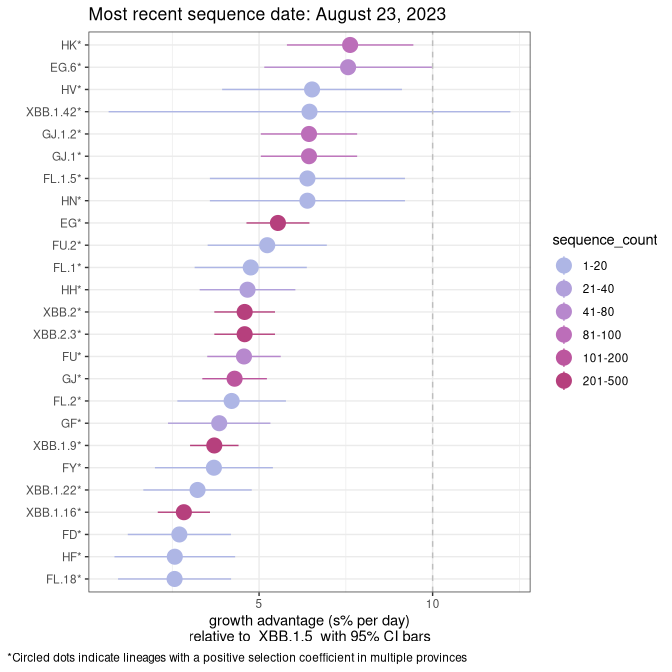 Most recent sequence date: August 23, 2023
HK*
EG.6*
HV*
XBB.1.42*
GJ.1.2*
GJ.1*
FL.1.5*
HN*
EG*
FU.2*
FL.1*
HH*
XBB.2*
XBB.2.3*
FU*
GJ*
FL.2*
GF*
XBB.1.9*
FY*
XBB.1.22*
XBB.1.16*
FD*
HF*
FL.18*
5 10
growth advantage (s% per day)
relative to XBB.1.5 with 95% CI bars
sequence_count
1-20
21-40
41-80
81-100
101-200
201-500
*Circled dots indicate lineages with a positive selection coefficient in multiple provinces